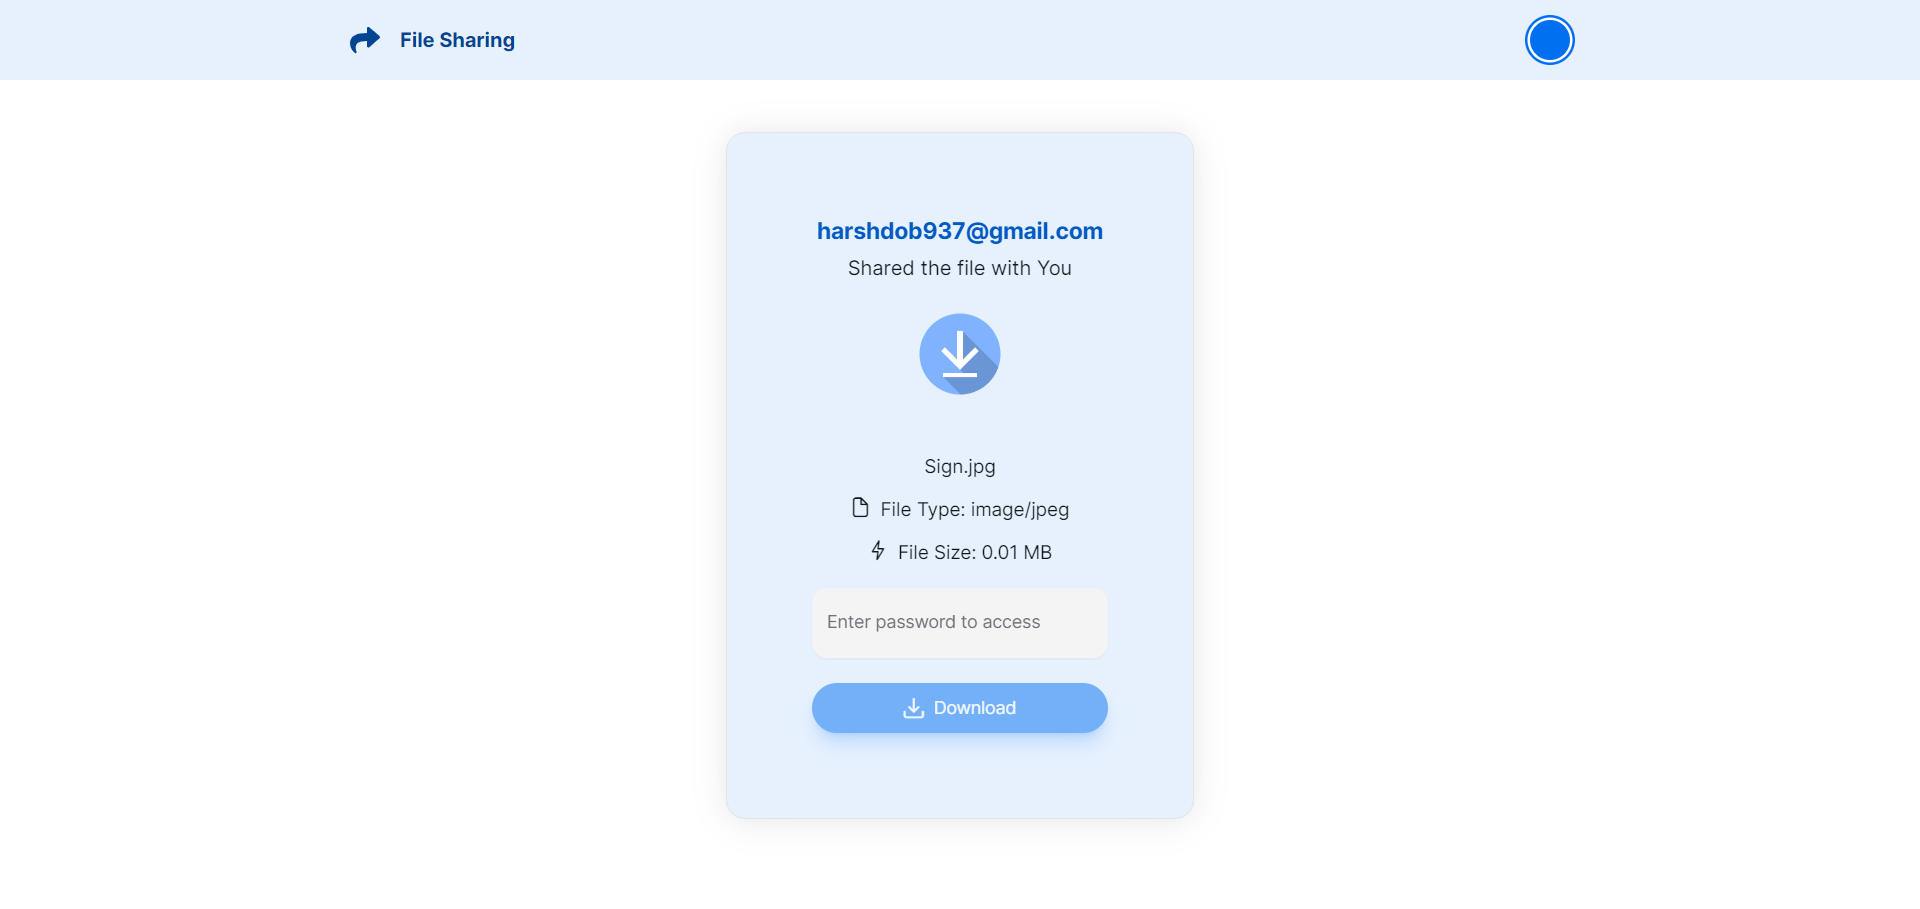 File Sharing
harshdob937@gmail.com
Shared the file with You
Sign.jpg
File Type: image/jpeg
File Size: 0.01 MB
Enter password to access
Download